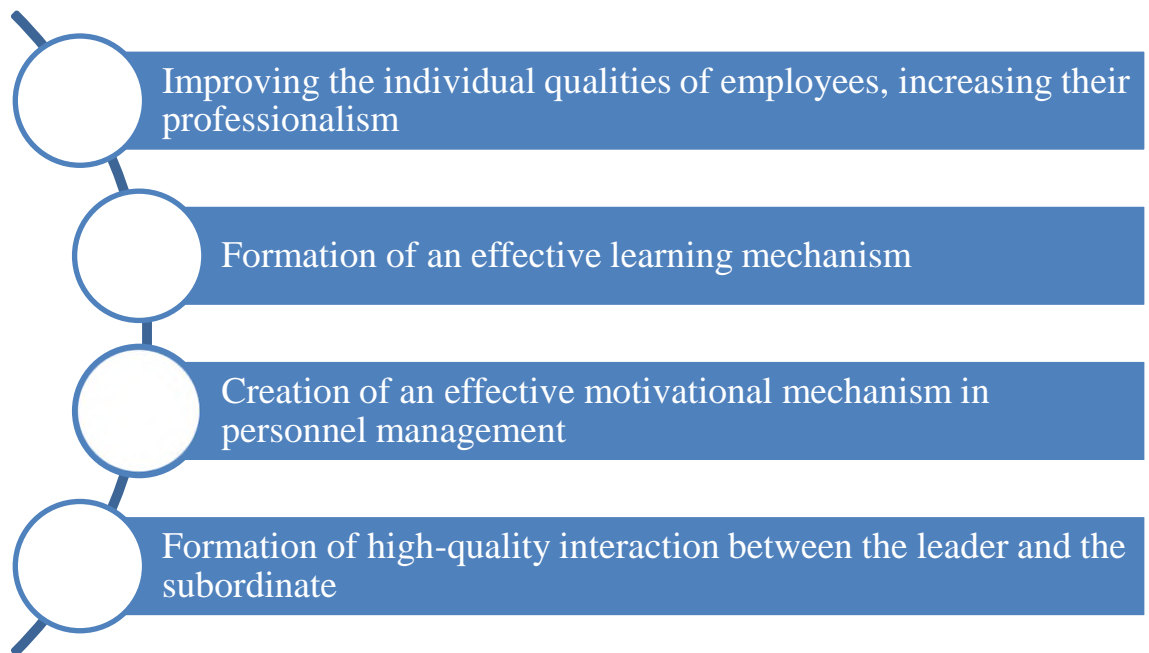 Improving the individual qualities of employees, increasing their
professionalism
Formation of an effective learning mechanism
Creation of an effective motivational mechanism in
personnel management
Formation of high-quality interaction between the leader and the
subordinate